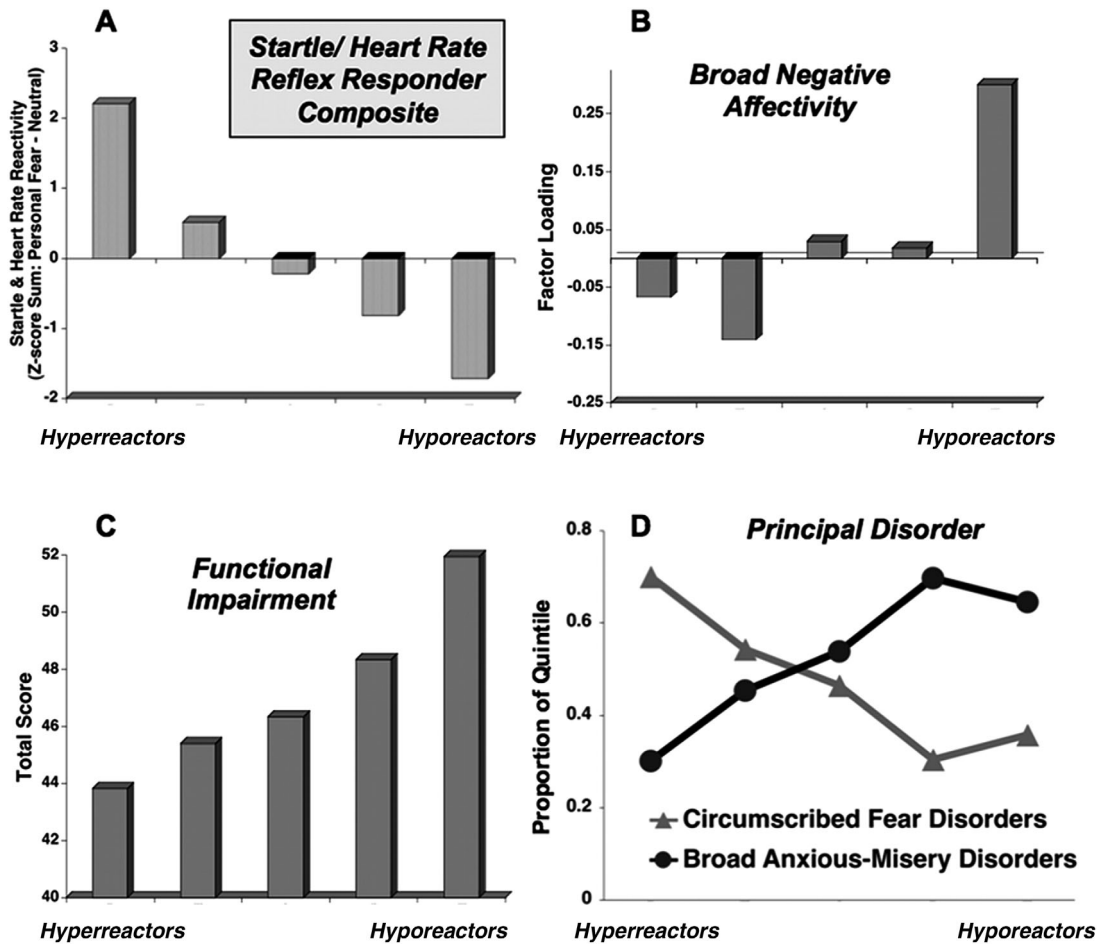 A
Startle/ Heart Rate
Reflex Responder
Composite
Startle & Heart Rate Reactivity
(Z-score Sum: Personal Fear - Neutral)
3
2
1
0
-1
-2
Hyperreactors
Hyporeactors
B
Broad Negative
Affectivity
Factor Loading
0.25
0.15
0.05
-0.05
-0.15
-0.25
Hyperreactors
Hyporeactors
C
Functional
Impairment
Total Score
52
50
48
46
44
42
40
Hyperreactors
Hyporeactors
D
Principal Disorder
Proportion of Quintile
0.8
0.6
0.4
0.2
0
Circumscribed Fear Disorders
Broad Anxious-Misery Disorders
Hyperreactors
Hyporeactors